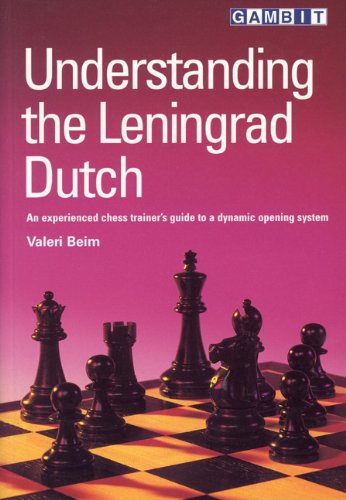 GAMBIT
Understanding
the Leningrad
Dutch
An experienced chess trainer's guide to a dynamic opening system
Valeri Beim